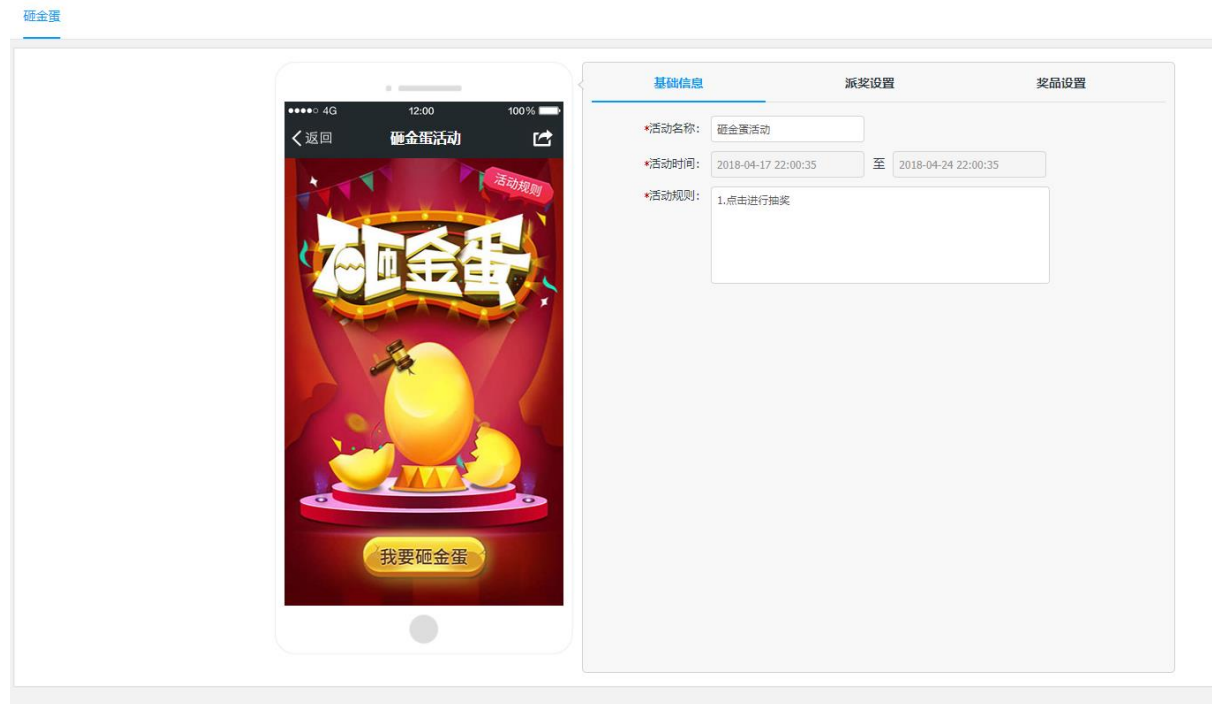 砸金蛋
4G 12:00 100%
返回 砸金蛋活动
活动规则
砸金蛋
我要砸金蛋
基础信息 派奖设置 奖品设置
*活动名称： 砸金蛋活动
*活动时间： 2018-04-17 22:00:35 至 2018-04-24 22:00:35
*活动规则： 1.点击进行抽奖